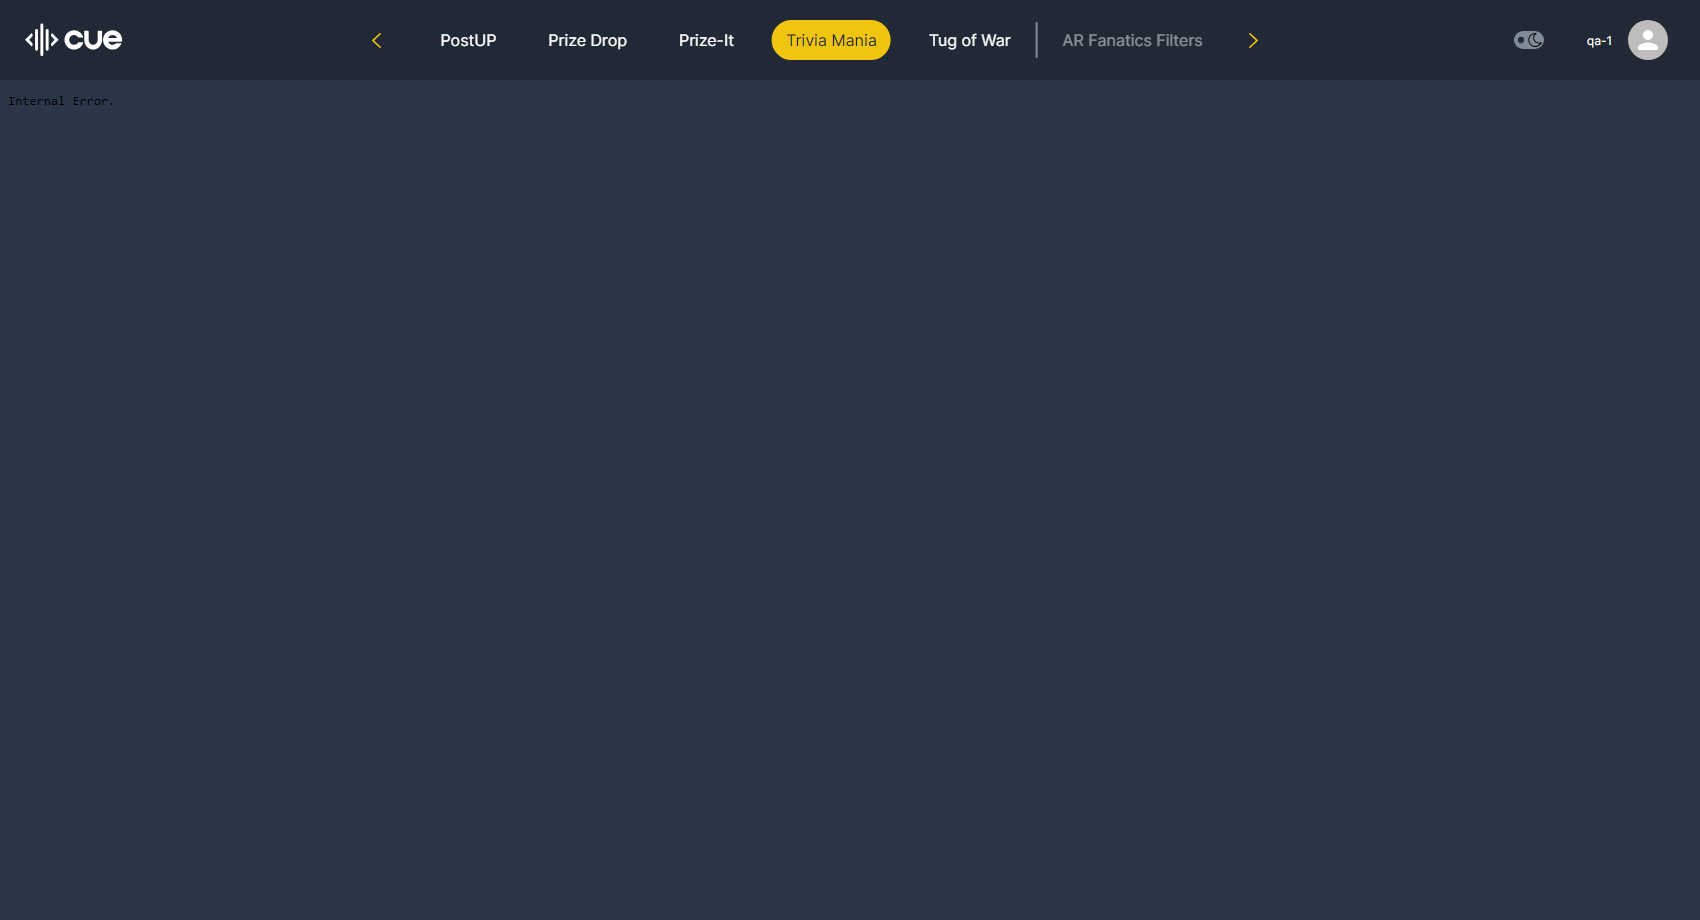 cue
PostUP
Prize Drop
Prize-It
Trivia Mania
Tug of War
AR Fanatics Filters
qa-1
Internal Error.